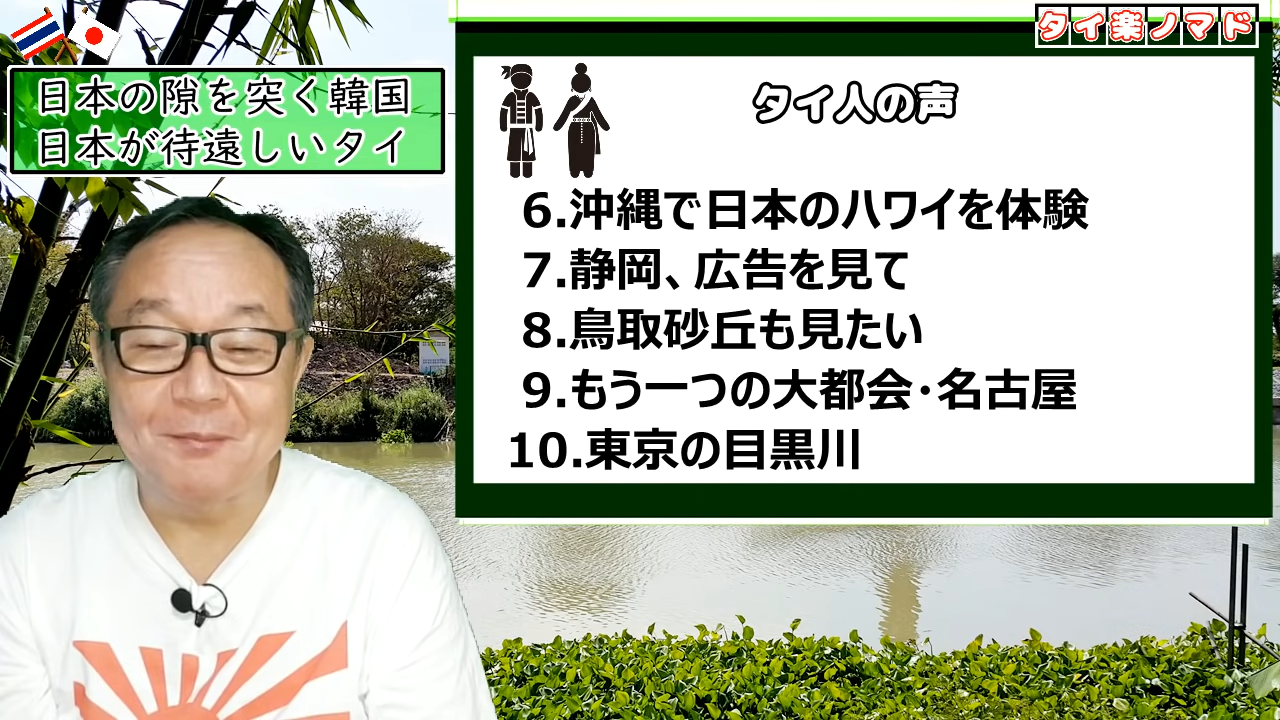 タイ楽ノマド
日本の隙を突く韓国
日本が待遠しいタイ
タイ人の声
6.沖縄で日本のハワイを体験
7.静岡、広告を見て
8.鳥取砂丘も見たい
9.もう一つの大都会・名古屋
10.東京の目黒川